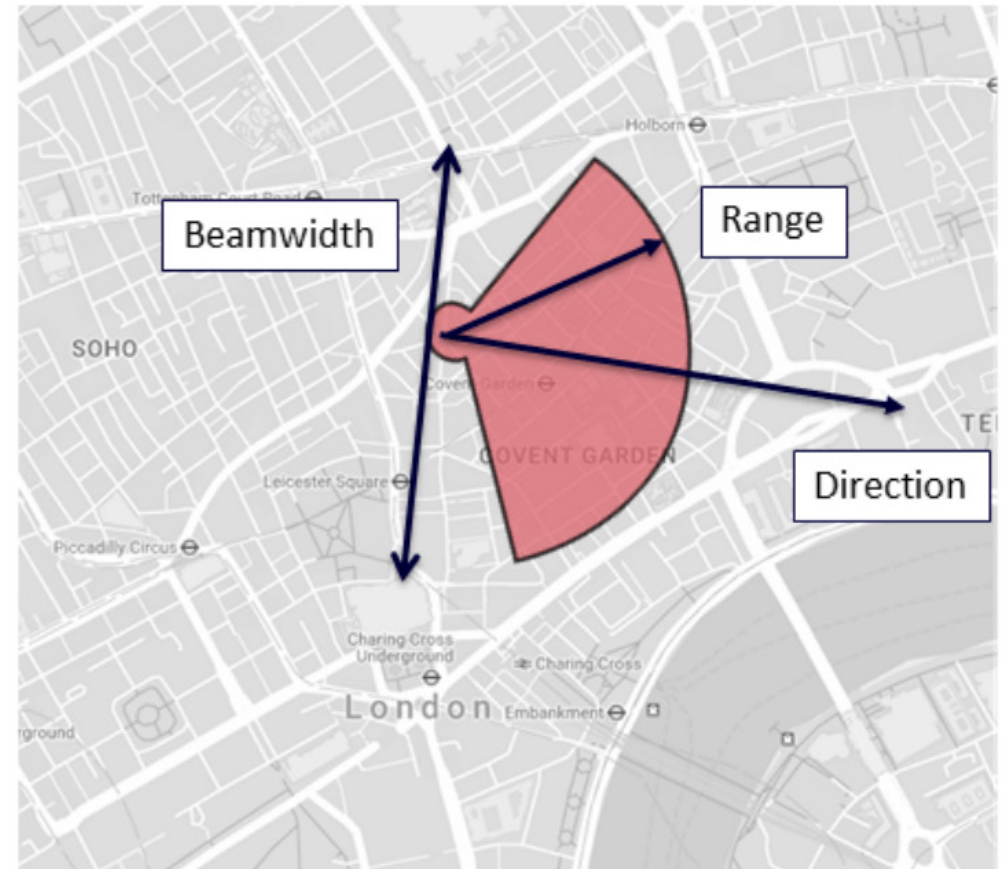 Holborn
Tottenham Court Road
Beamwidth
Range
SOHO
Covent Garden
TE
COVENT GARDEN
Direction
Leicester Square
Piccadilly Circus
Charing Cross
Underground
Charing Cross
London
Embankment
rground